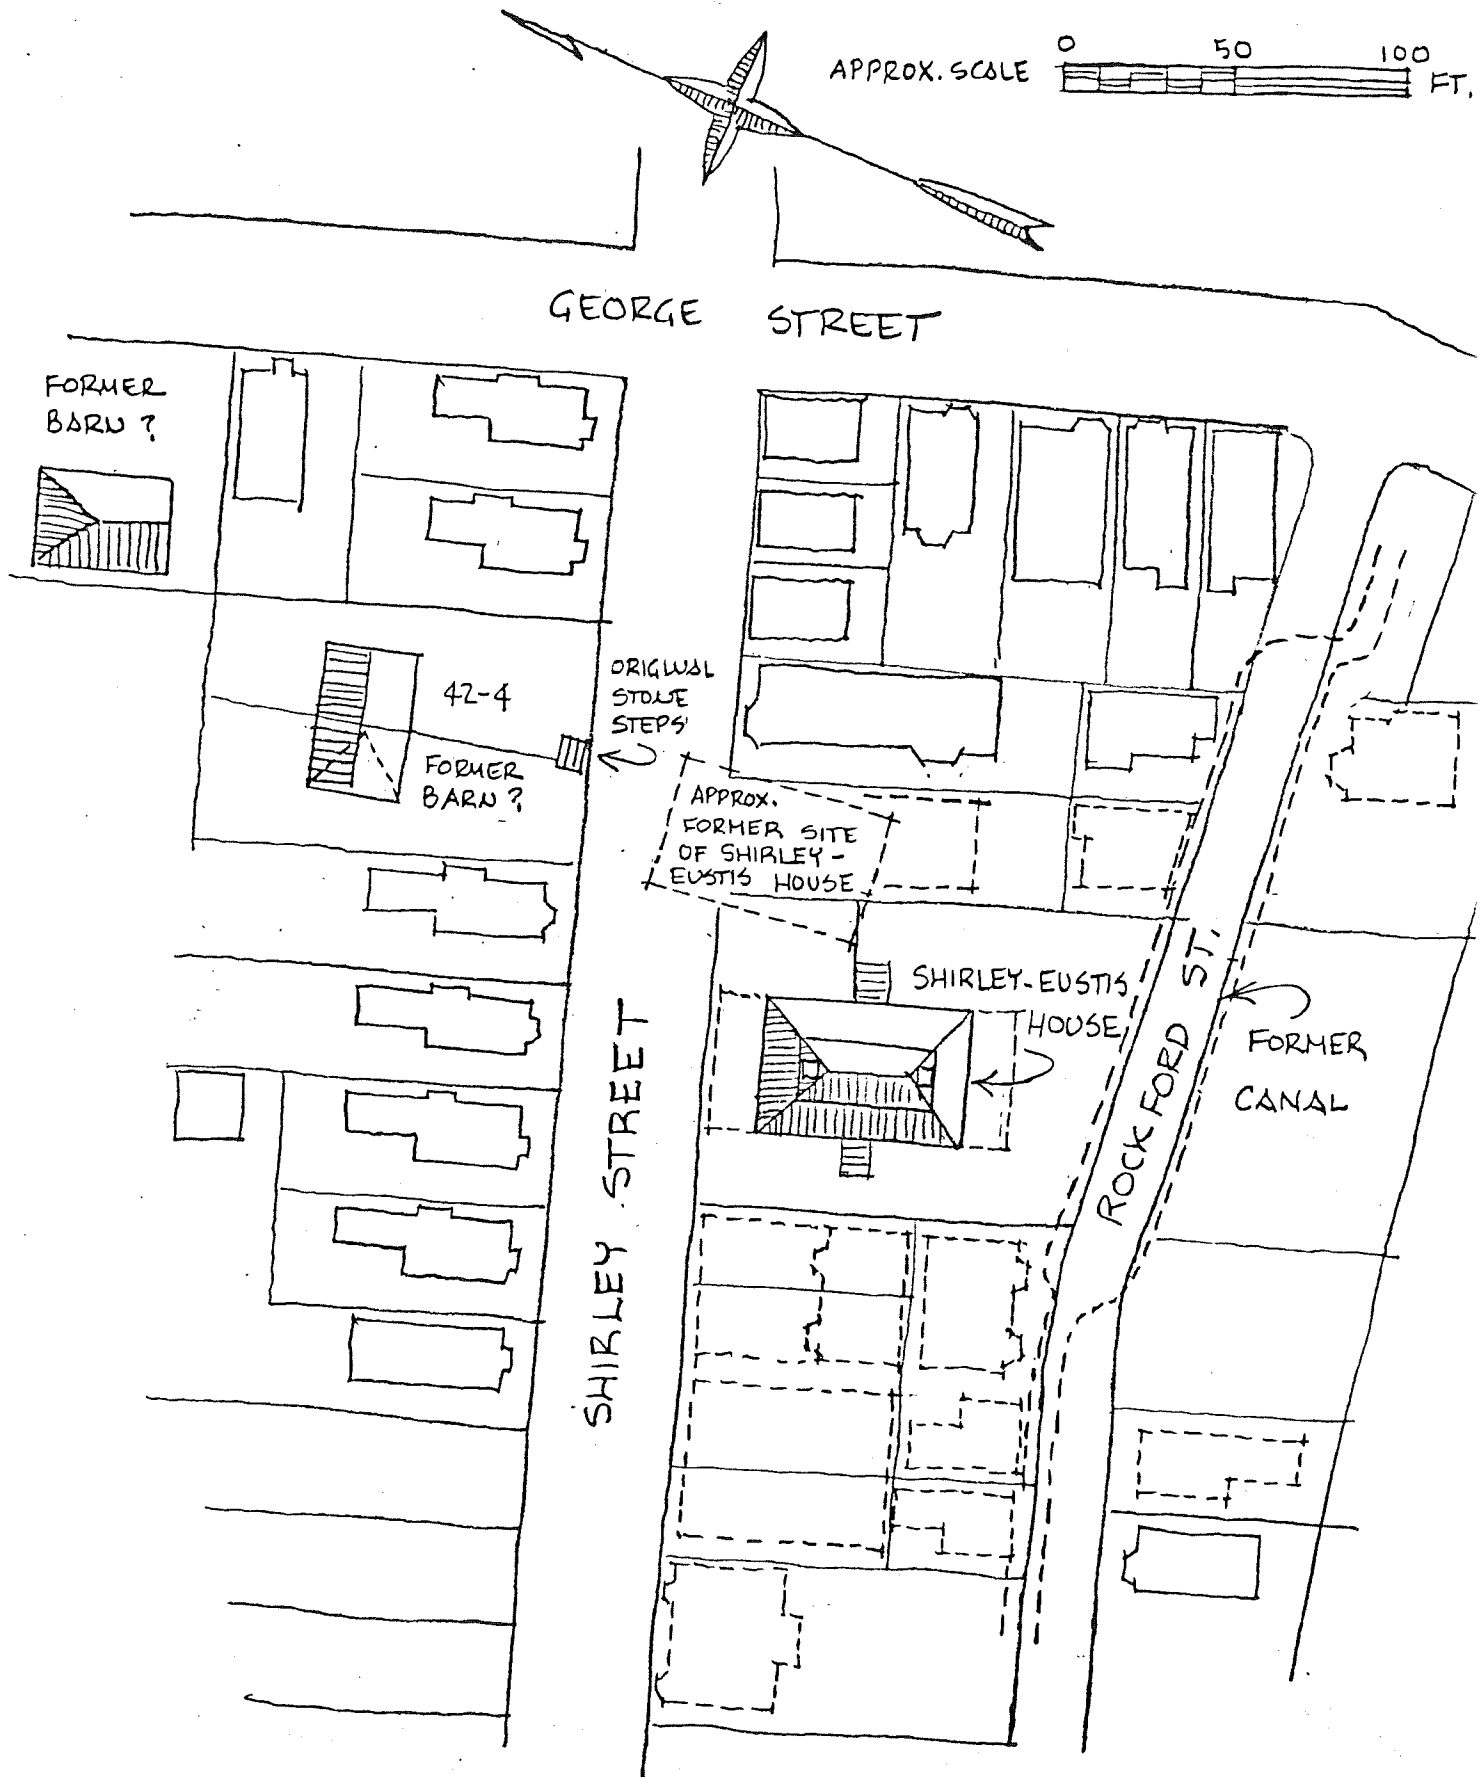 0 50 100
APPROX. SCALE FT.
GEORGE STREET
FORMER
BARN ?
ORIGINAL
STONE
STEPS
42-4
FORMER
BARN ?
APPROX.
FORMER SITE
OF SHIRLEY-
EUSTIS HOUSE
SHIRLEY-EUSTIS
HOUSE
ROCKFORD ST.
FORMER
CANAL
SHIRLEY STREET